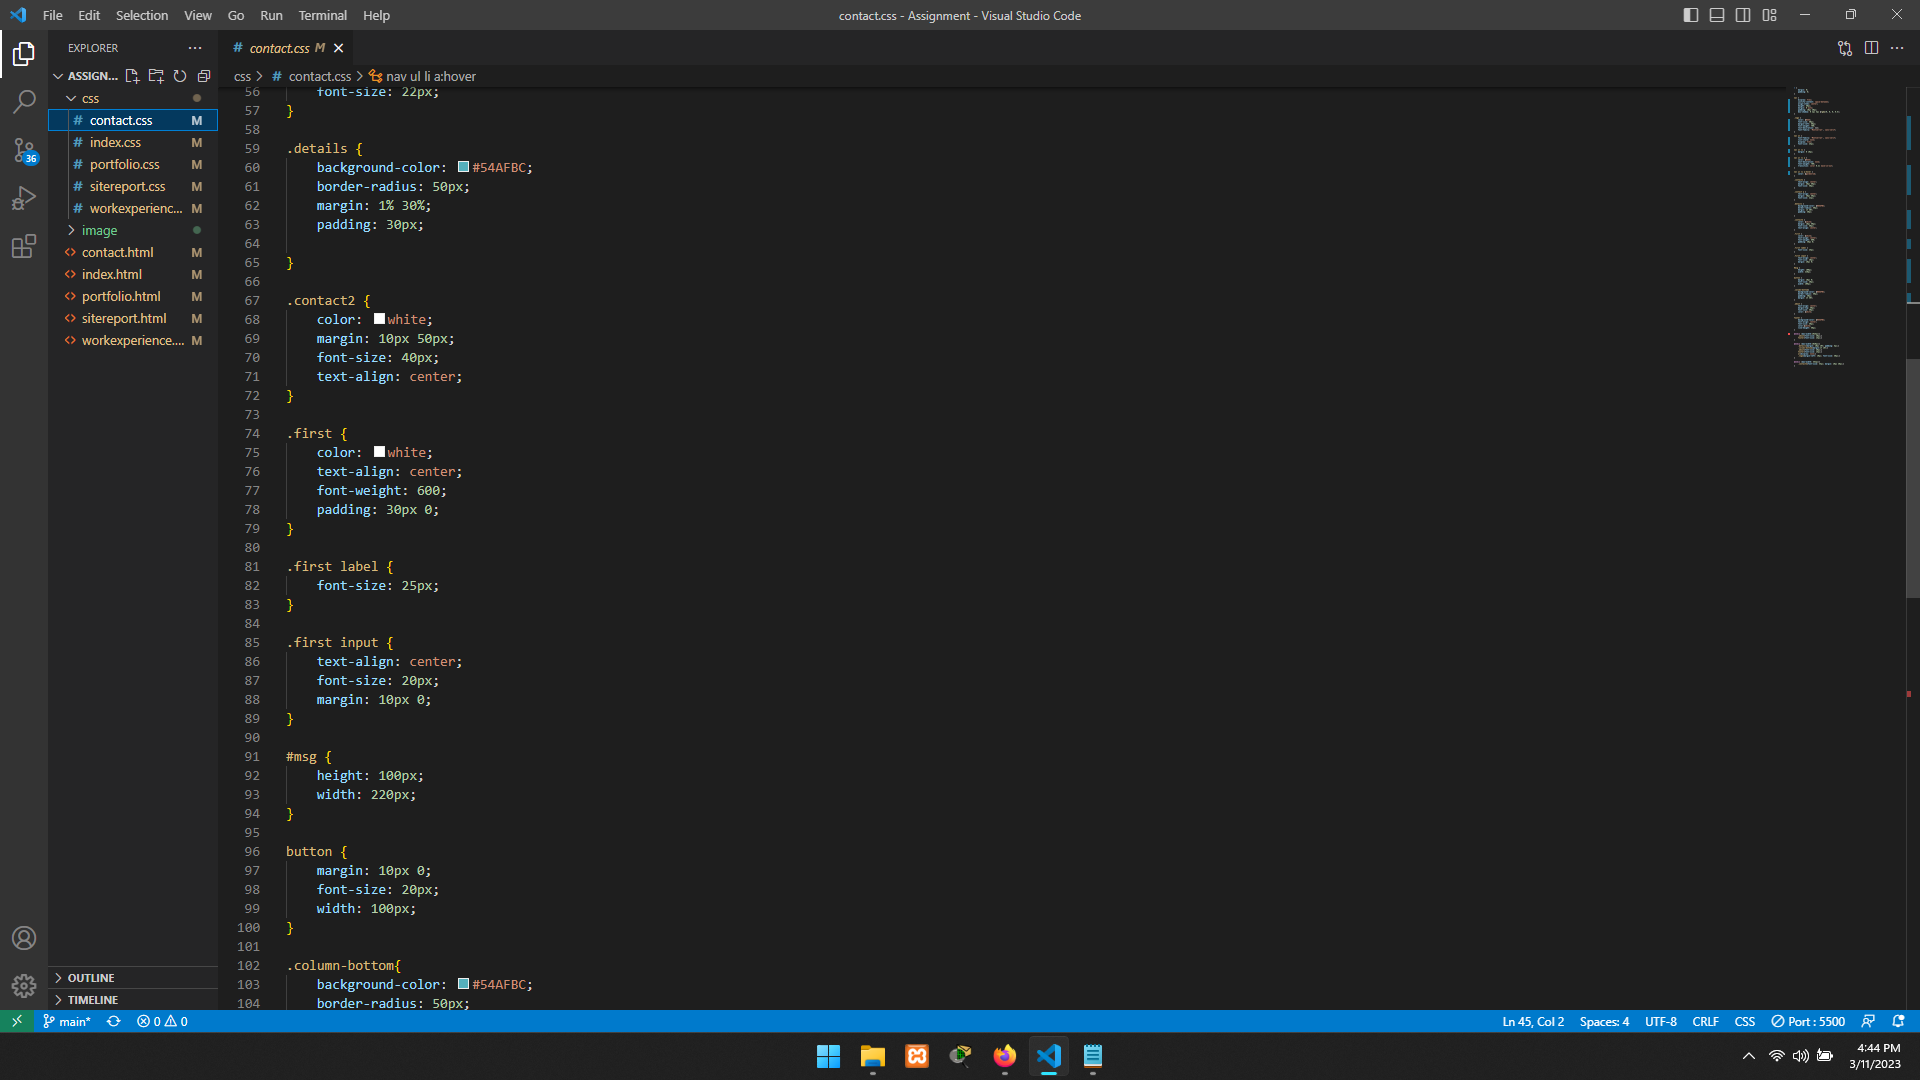 File Edit Selection View Go Run Terminal Help
contact.css - Assignment - Visual Studio Code
EXPLORER
ASSIGN...
css
# contact.css M
# index.css M
# portfolio.css M
# sitereport.css M
# workexperienc... M
image
<> contact.html M
<> index.html M
<> portfolio.html M
<> sitereport.html M
<> workexperience.... M
OUTLINE
TIMELINE
36
# contact.css M
css > # contact.css > nav ul li a:hover
56 font-size: 22px;
57 }
58
59 .details {
60 background-color: #54AFBC;
61 border-radius: 50px;
62 margin: 1% 30%;
63 padding: 30px;
64
65 }
66
67 .contact2 {
68 color: white;
69 margin: 10px 50px;
70 font-size: 40px;
71 text-align: center;
72 }
73
74 .first {
75 color: white;
76 text-align: center;
77 font-weight: 600;
78 padding: 30px 0;
79 }
80
81 .first label {
82 font-size: 25px;
83 }
84
85 .first input {
86 text-align: center;
87 font-size: 20px;
88 margin: 10px 0;
89 }
90
91 #msg {
92 height: 100px;
93 width: 220px;
94 }
95
96 button {
97 margin: 10px 0;
98 font-size: 20px;
99 width: 100px;
100 }
101
102 .column-bottom{
103 background-color: #54AFBC;
104 border-radius: 50px;
main* 0 0
Ln 45, Col 2 Spaces: 4 UTF-8 CRLF CSS Port : 5500
4:44 PM
3/11/2023